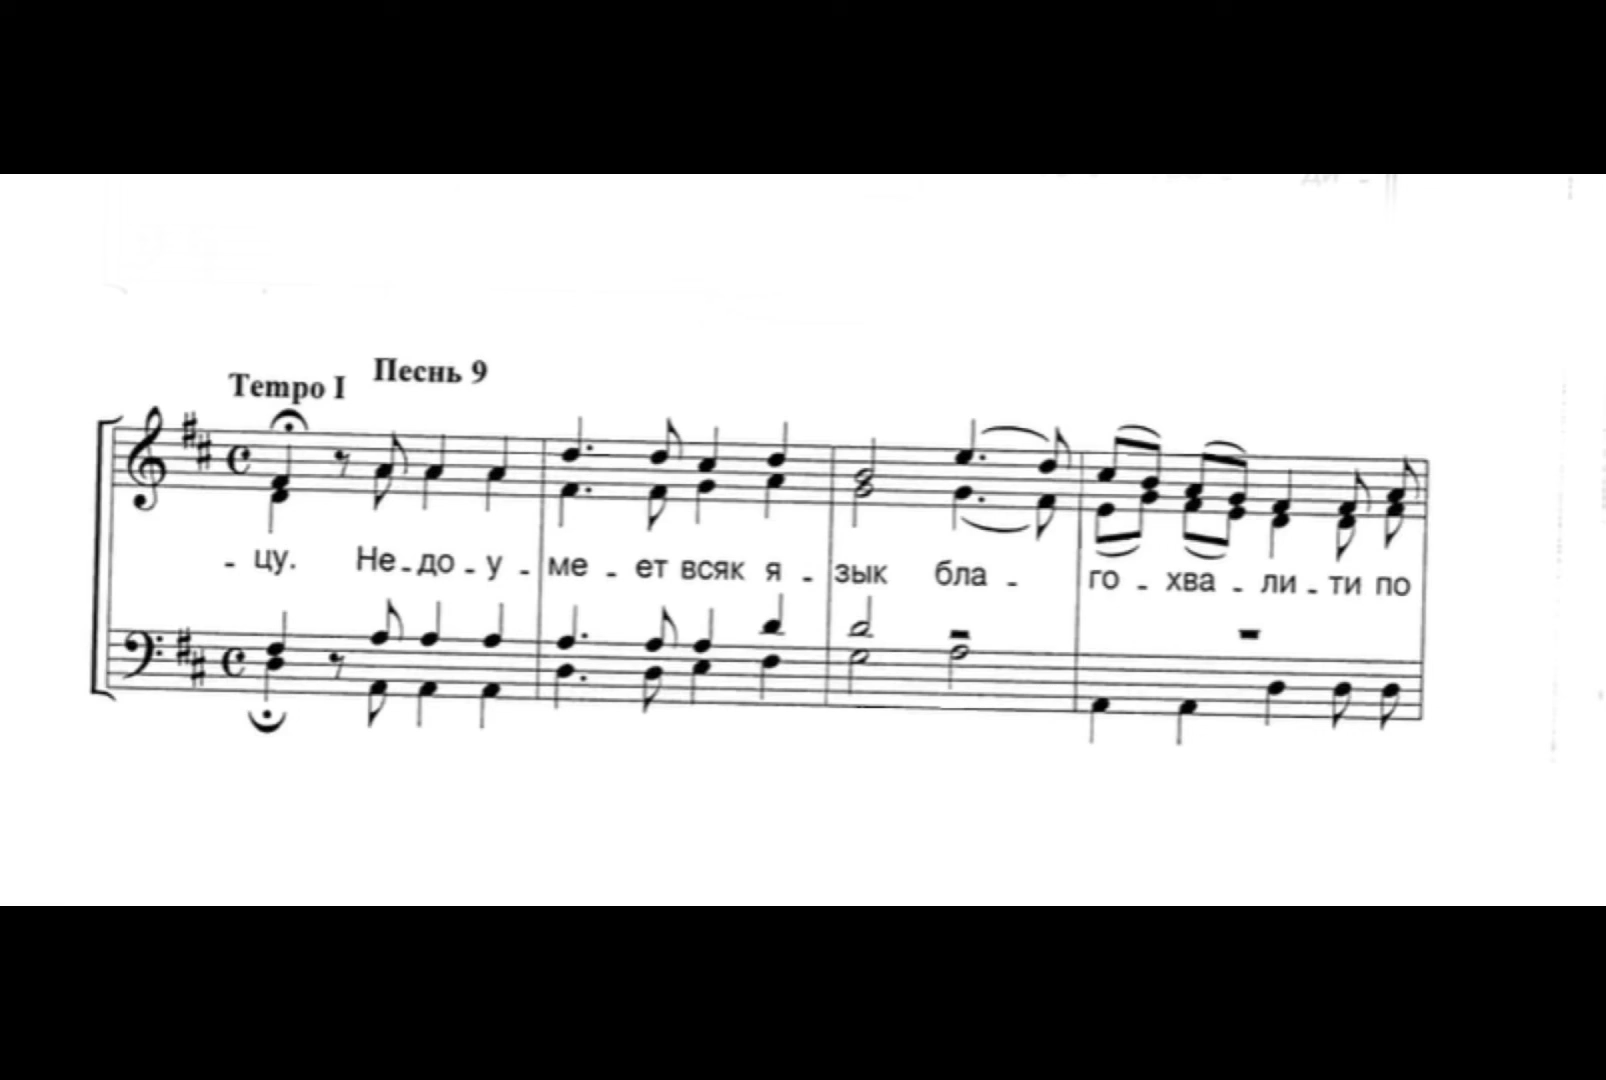 Tempo I Песнь 9
- цу. Не - до - у - ме - ет всяк я - зык бла - го - хва - ли - ти по